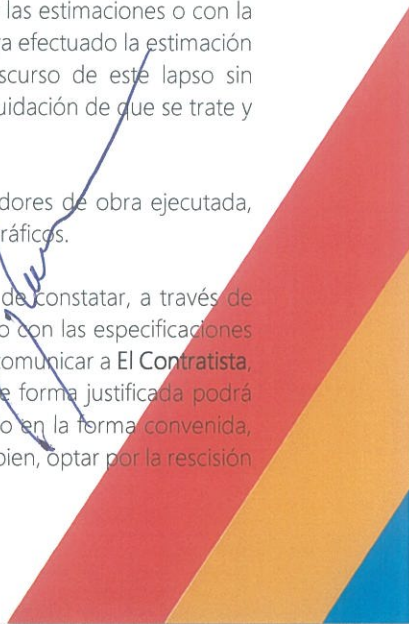 las estimaciones o con la
efectuado la estimación
scurso de este lapso sin
uidación de que se trate y
dores de obra ejecutada,
ráficos.
de constatar, a través de
o con las especificaciones
comunicar a El Contratista,
e forma justificada podrá
o en la forma convenida,
bien, optar por la rescisión